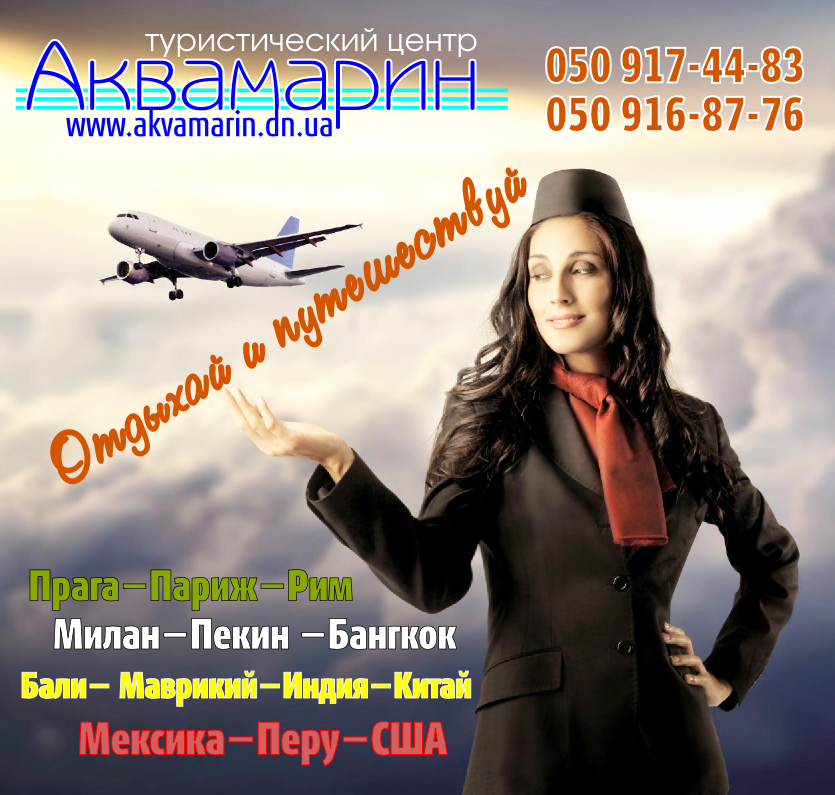 туристический центр
Аквамарин
www.akvamarin.dn.ua
050 917-44-83
050 916-87-76
Отдыхай и путешествуй
Прага–Париж–Рим
Милан–Пекин –Бангкок
Бали– Маврикий–Индия–Китай
Мексика–Перу–США